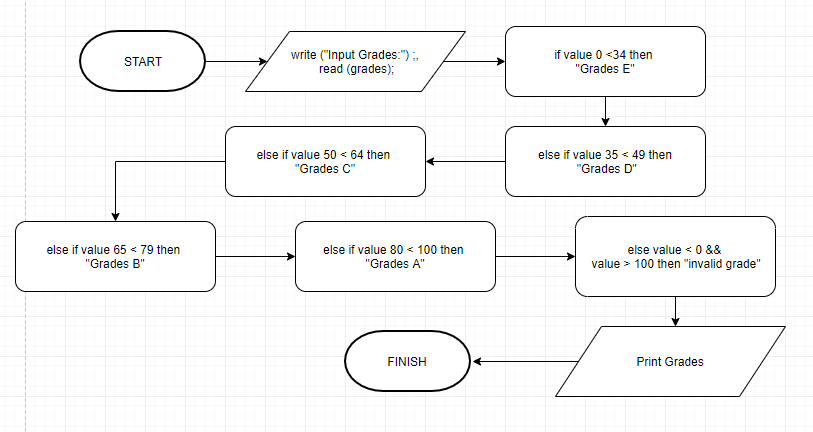 START
write ("Input Grades:") ;,
read (grades);
if value 0 <34 then
"Grades E"
else if value 35 < 49 then
"Grades D"
else if value 50 < 64 then
"Grades C"
else if value 65 < 79 then
"Grades B"
else if value 80 < 100 then
"Grades A"
else value < 0 &&
value > 100 then "invalid grade"
Print Grades
FINISH